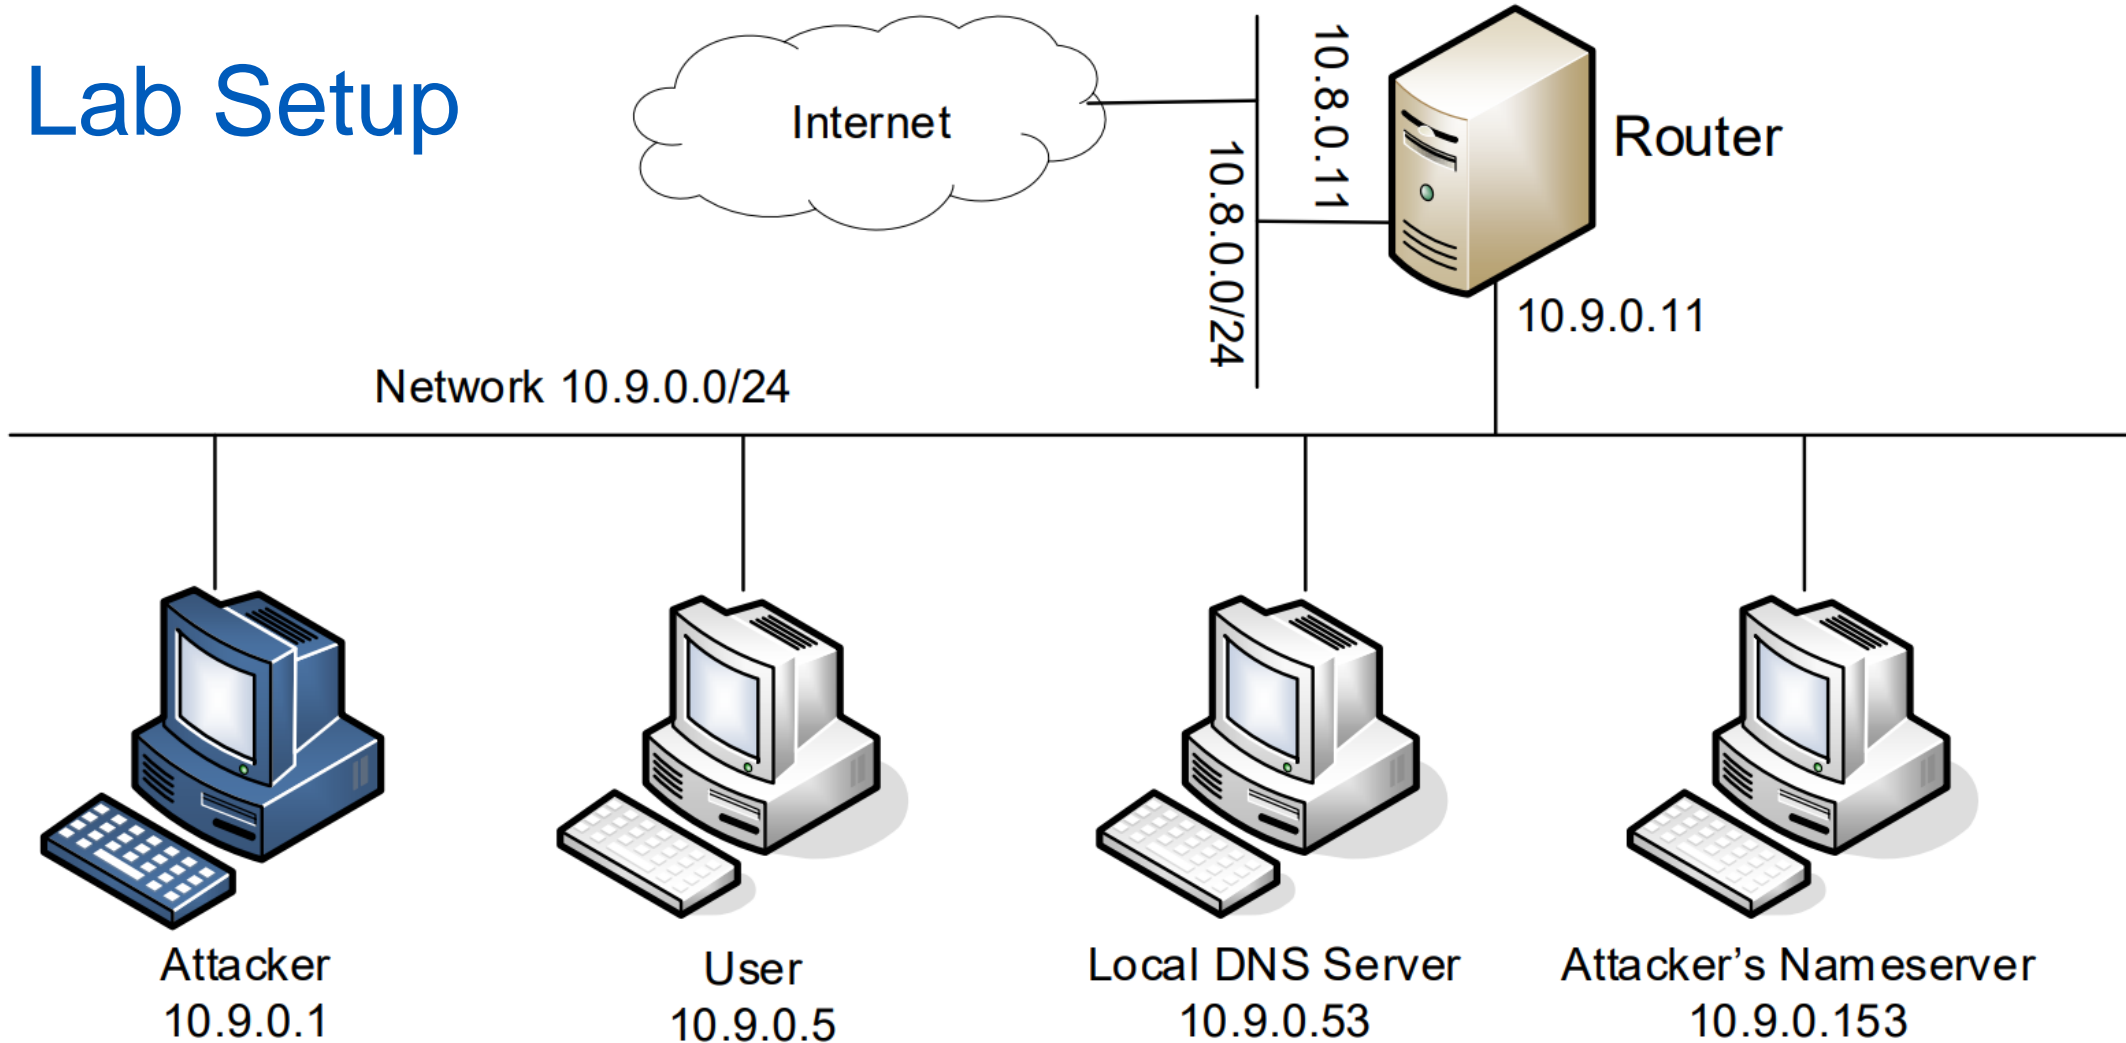 Lab Setup
Internet
10.8.0.0/24
10.8.0.11
Router
10.9.0.11
Network 10.9.0.0/24
Attacker
10.9.0.1
User
10.9.0.5
Local DNS Server
10.9.0.53
Attacker’s Nameserver
10.9.0.153